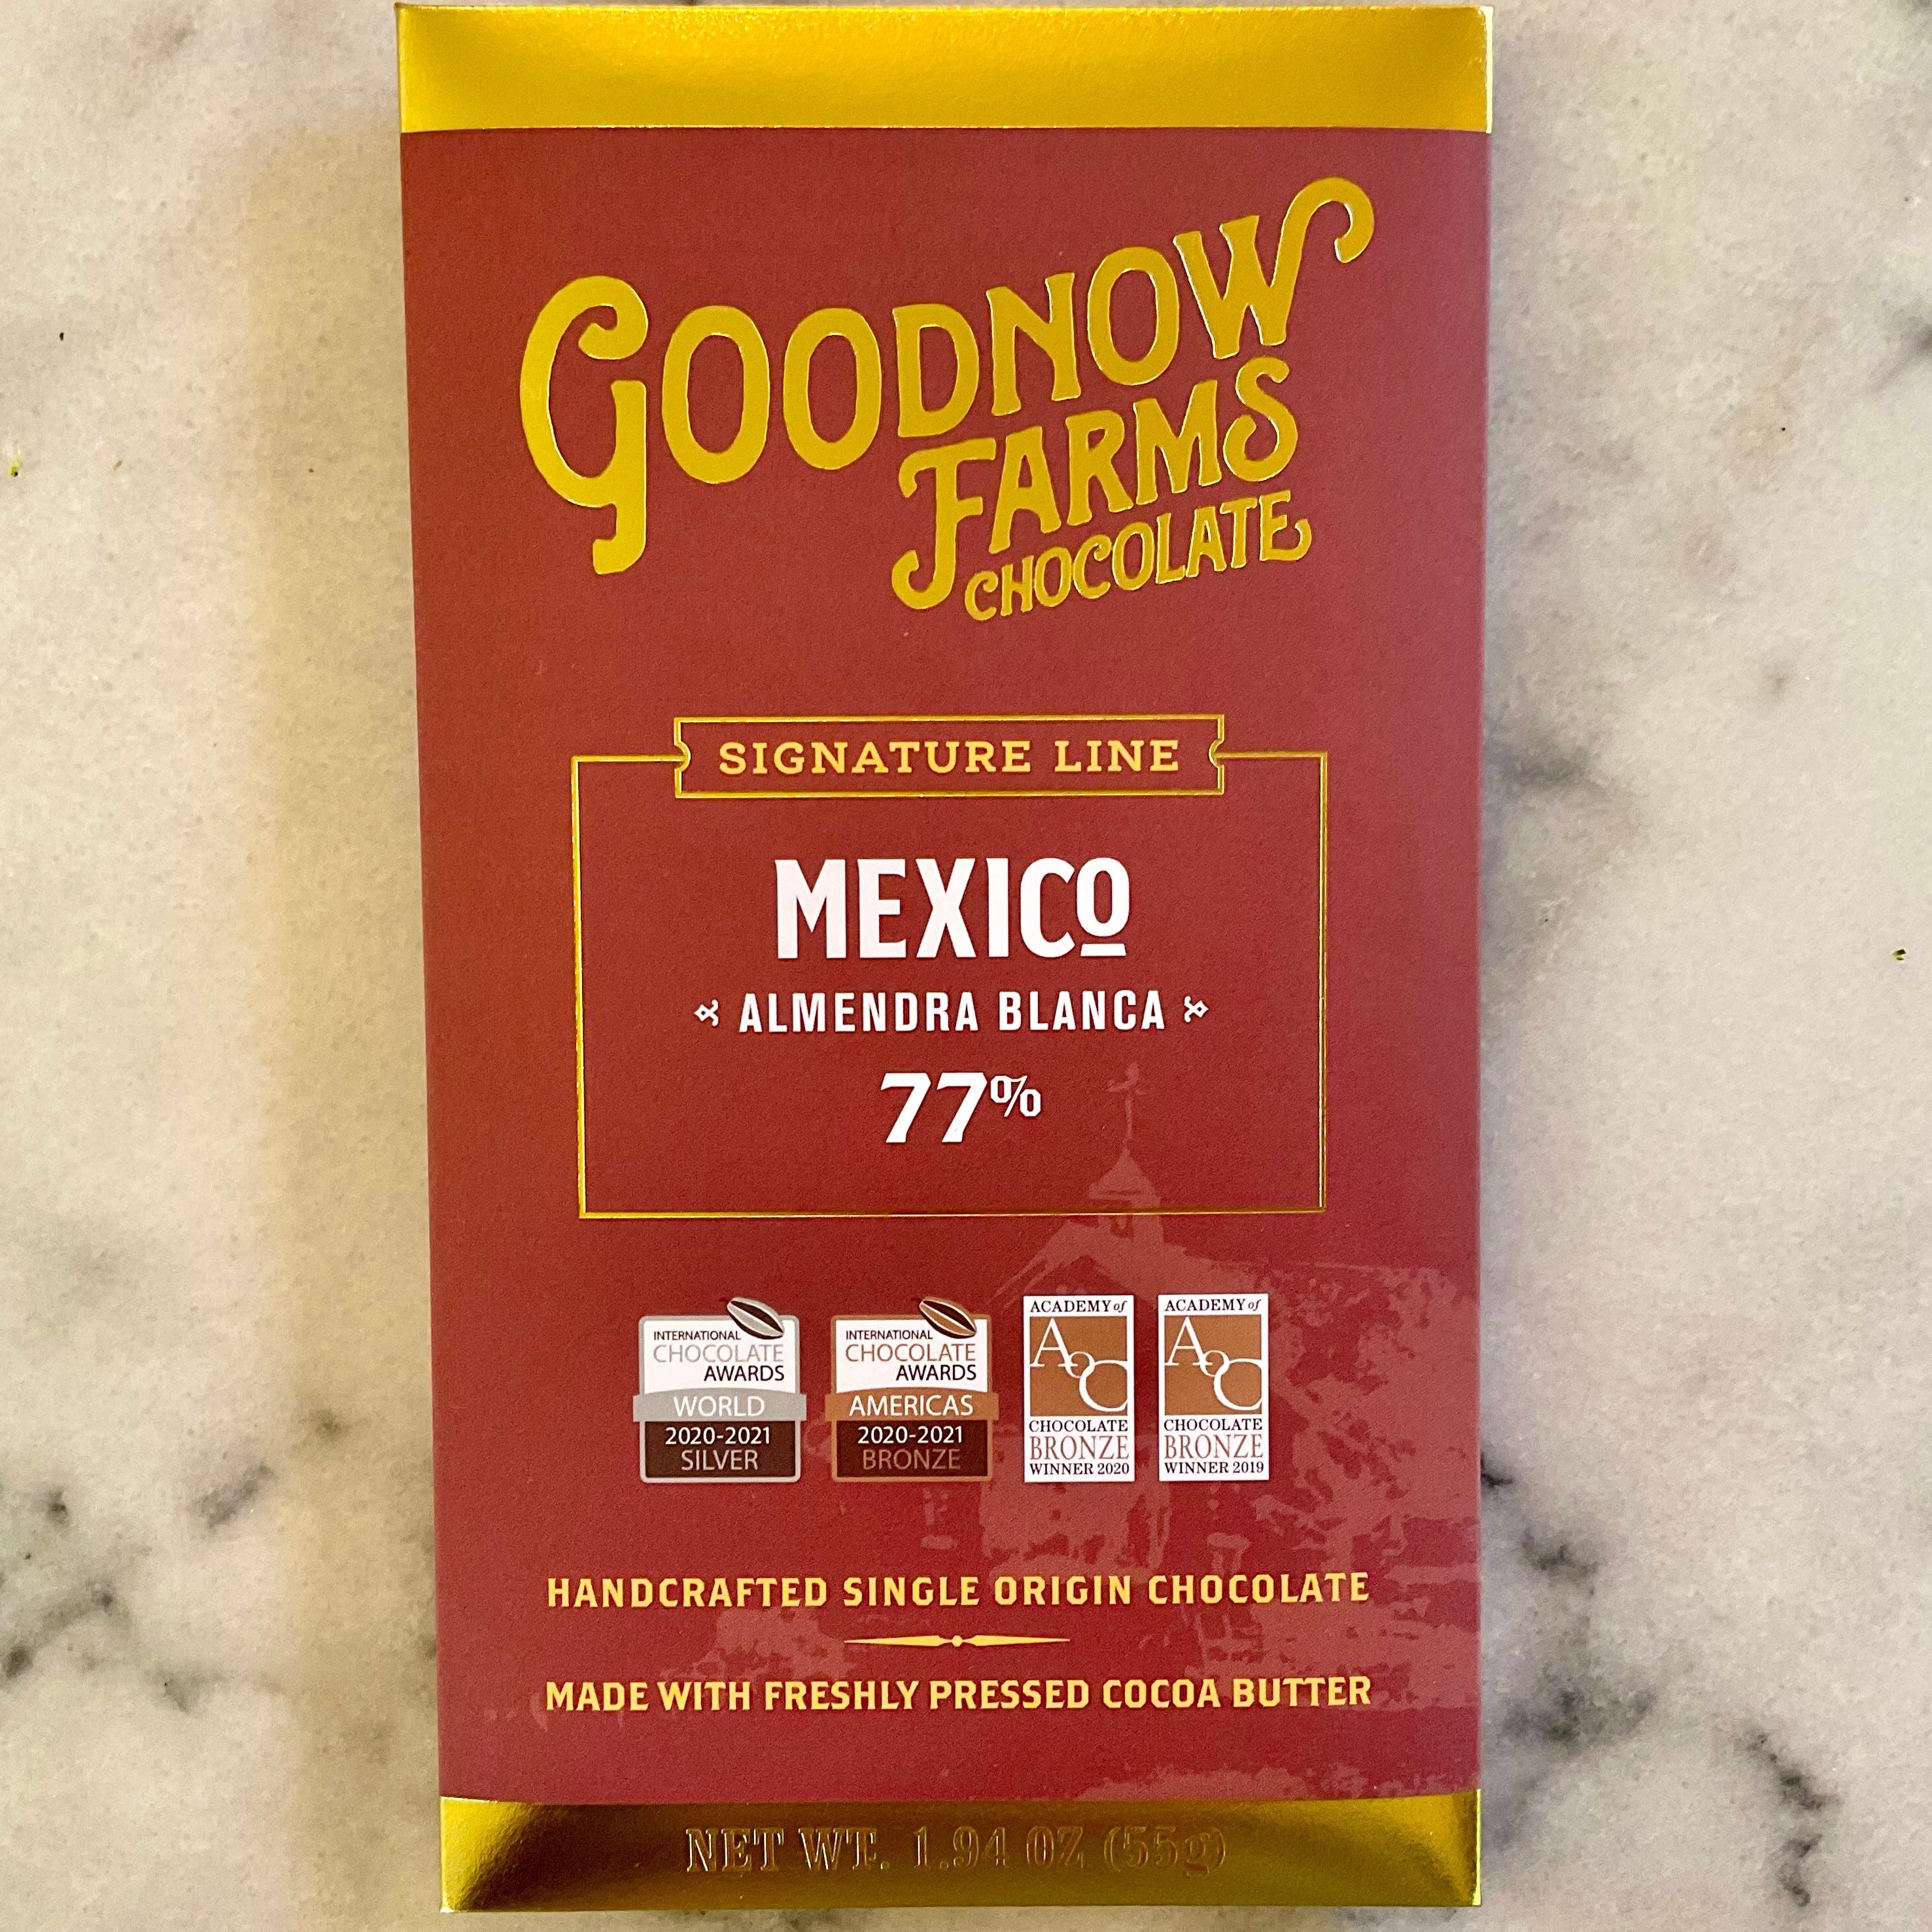 GOODNOW
FARMS
CHOCOLATE
SIGNATURE LINE
MEXICO
ALMENDRA BLANCA
77%
INTERNATIONAL
CHOCOLATE
AWARDS
WORLD
2020-2021
SILVER
INTERNATIONAL
CHOCOLATE
AWARDS
AMERICAS
2020-2021
BRONZE
ACADEMY of
AOC
CHOCOLATE
BRONZE
WINNER 2020
ACADEMY of
AOC
CHOCOLATE
BRONZE
WINNER 2019
HANDCRAFTED SINGLE ORIGIN CHOCOLATE
MADE WITH FRESHLY PRESSED COCOA BUTTER
NET WT. 1.94 OZ (55g)